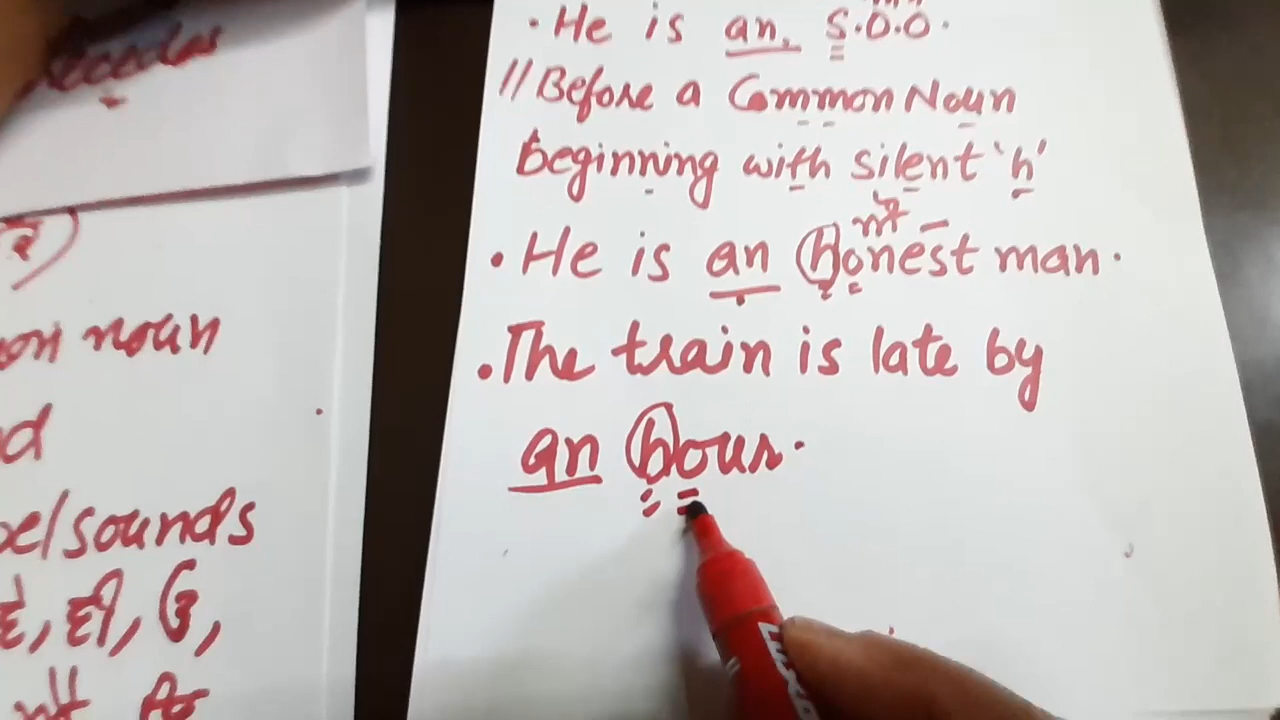 noun
sounds
• He is an S.D.O.
// Before a Common Noun
beginning with silent 'h'
• He is an honest man.
• The train is late by
an hour.